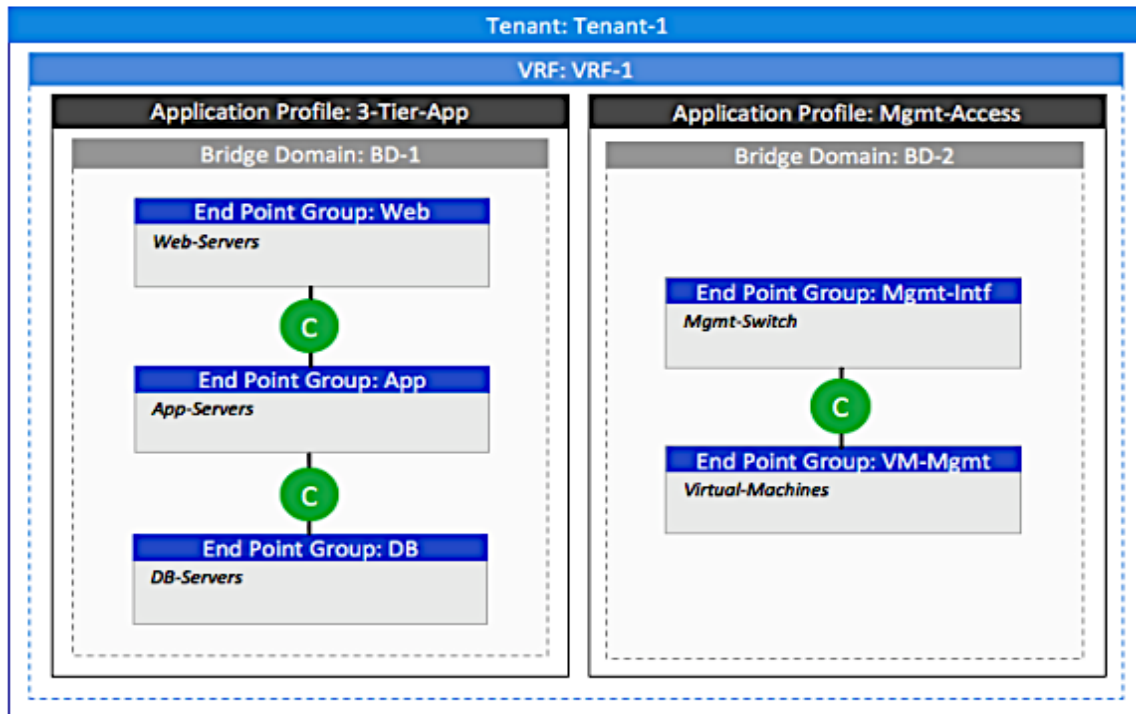 Tenant: Tenant-1
VRF: VRF-1
Application Profile: 3-Tier-App
Bridge Domain: BD-1
End Point Group: Web
Web-Servers
C
End Point Group: App
App-Servers
C
End Point Group: DB
DB-Servers
Application Profile: Mgmt-Access
Bridge Domain: BD-2
End Point Group: Mgmt-Intf
Mgmt-Switch
C
End Point Group: VM-Mgmt
Virtual-Machines